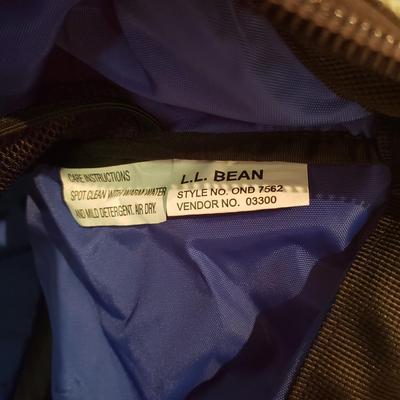 CARE INSTRUCTIONS
SPOT CLEAN WITH WARM WATER
AND MILD DETERGENT. AIR DRY.
L.L. BEAN
STYLE NO. OND 7562
VENDOR NO. 03300